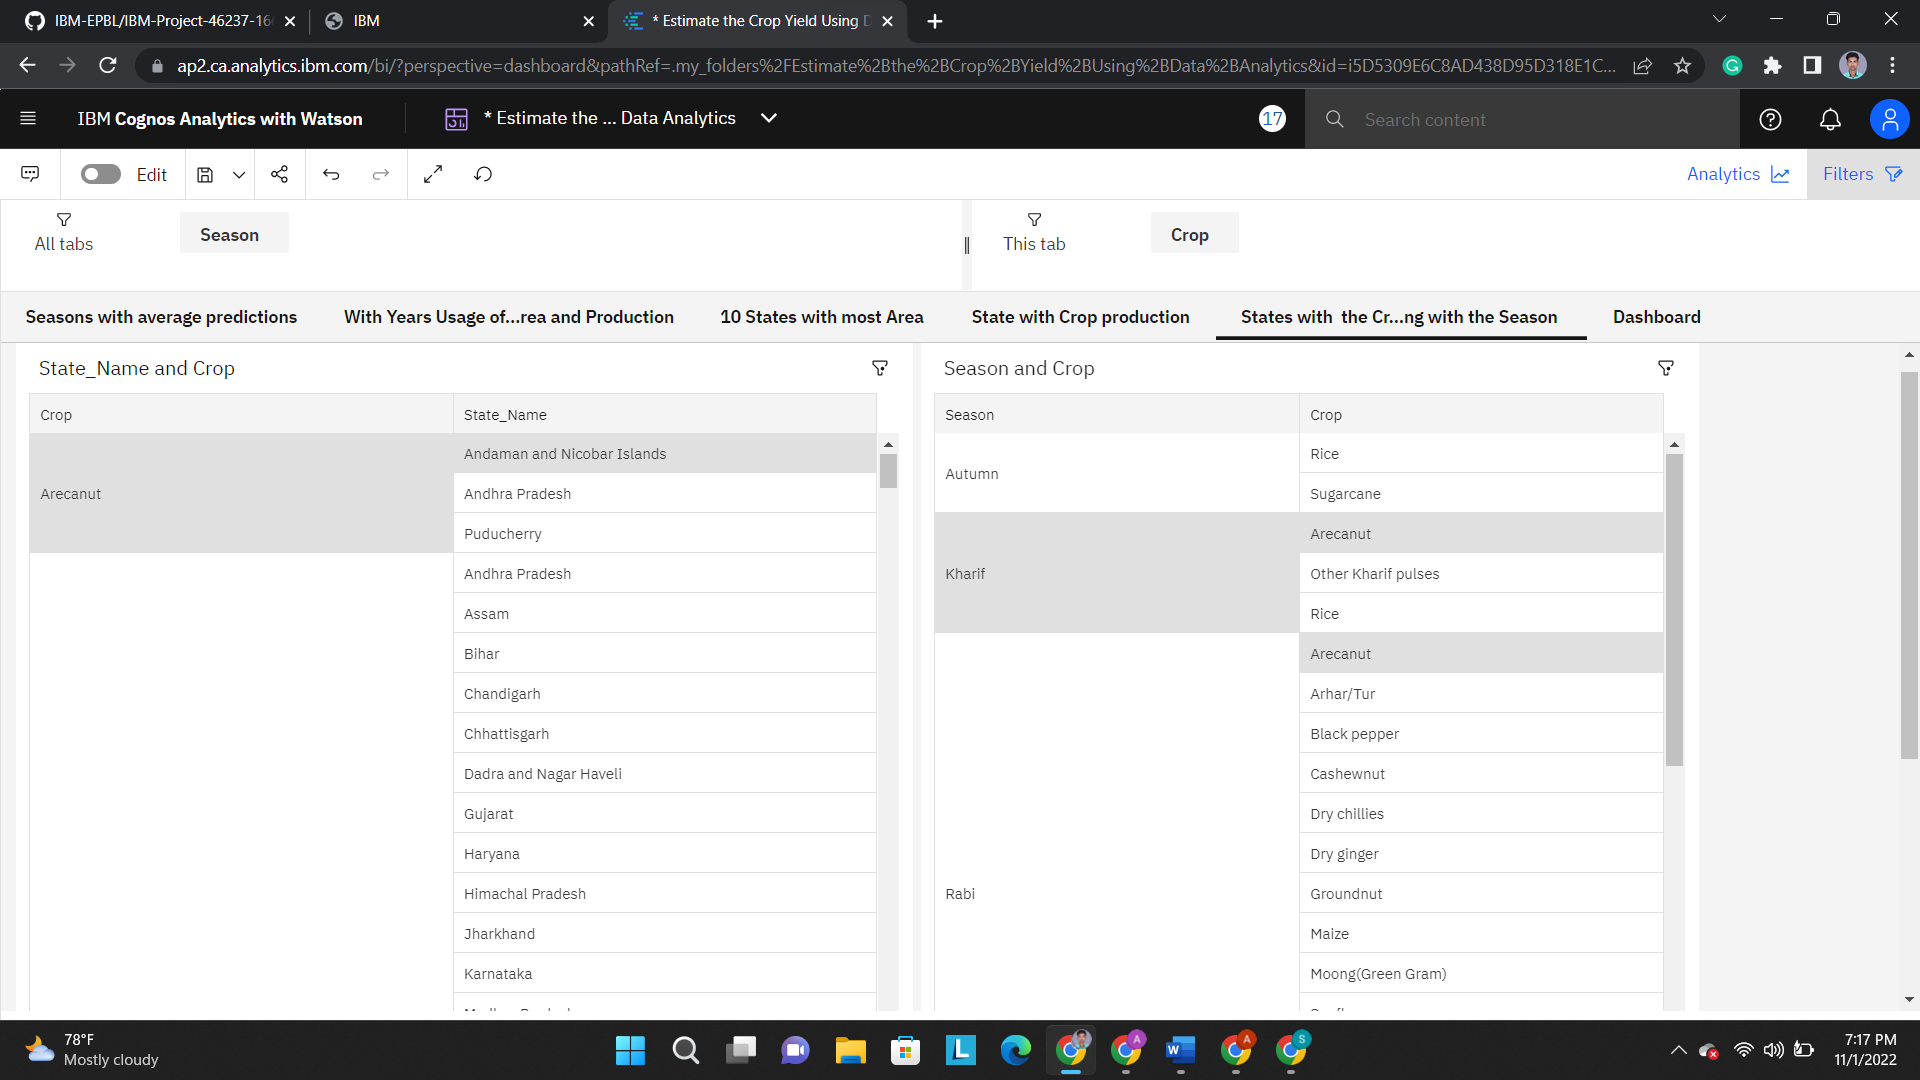 IBM-EPBL/IBM-Project-46237-16
IBM
* Estimate the Crop Yield Using D
ap2.ca.analytics.ibm.com/bi/?perspective=dashboard&pathRef=.my_folders%2FEstimate%2Bthe%2BCrop%2BYield%2BUsing%2BData%2BAnalytics&id=i5D5309E6C8AD438D95D318E1C...
IBM Cognos Analytics with Watson
* Estimate the ... Data Analytics
17
Search content
Edit
Analytics
Filters
All tabs
Season
This tab
Crop
Seasons with average predictions
With Years Usage of...rea and Production
10 States with most Area
State with Crop production
States with  the Cr...ng with the Season
Dashboard
State_Name and Crop
Crop
State_Name
Arecanut
Andaman and Nicobar Islands
Andhra Pradesh
Puducherry
Andhra Pradesh
Assam
Bihar
Chandigarh
Chhattisgarh
Dadra and Nagar Haveli
Gujarat
Haryana
Himachal Pradesh
Jharkhand
Karnataka
Season and Crop
Season
Crop
Autumn
Rice
Sugarcane
Kharif
Arecanut
Other Kharif pulses
Rice
Rabi
Arecanut
Arhar/Tur
Black pepper
Cashewnut
Dry chillies
Dry ginger
Groundnut
Maize
Moong(Green Gram)
78°F
Mostly cloudy
L
A
W
A
S
7:17 PM
11/1/2022